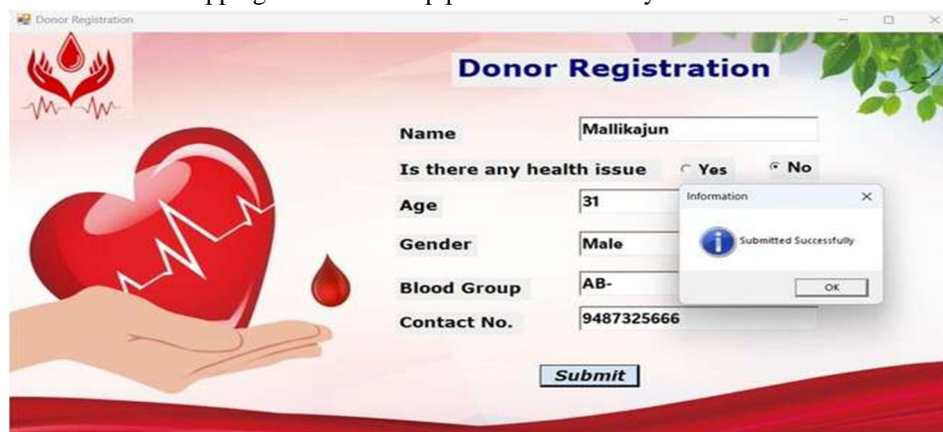 Donor Registration
Donor Registration
Name Mallikajun
Is there any health issue Yes No
Information
Age 31
Submitted Successfully
Gender Male
OK
Blood Group AB-
Contact No. 9487325666
Submit